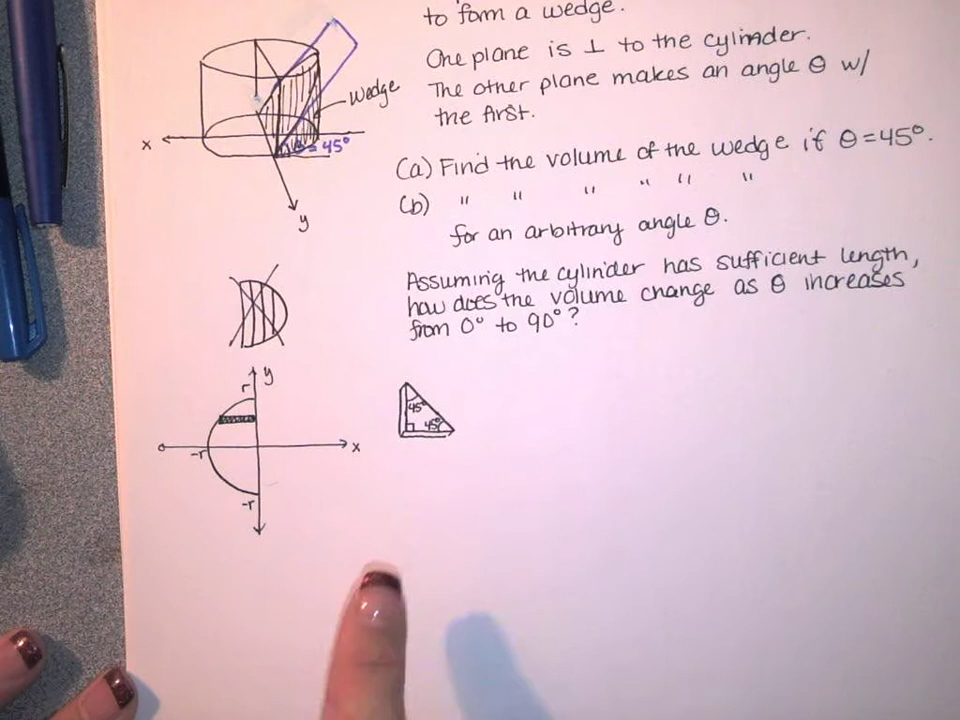 to form a wedge.
One plane is ⊥ to the cylinder.
The other plane makes an angle θ w/
the first.
(a) Find the volume of the wedge if θ=45°.
(b) " " " " " "
for an arbitrary angle θ.
Assuming the cylinder has sufficient length,
how does the volume change as θ increases
from 0° to 90°?
wedge
θ=45°
x
y
y
r
x
-r
-r
45°
45°